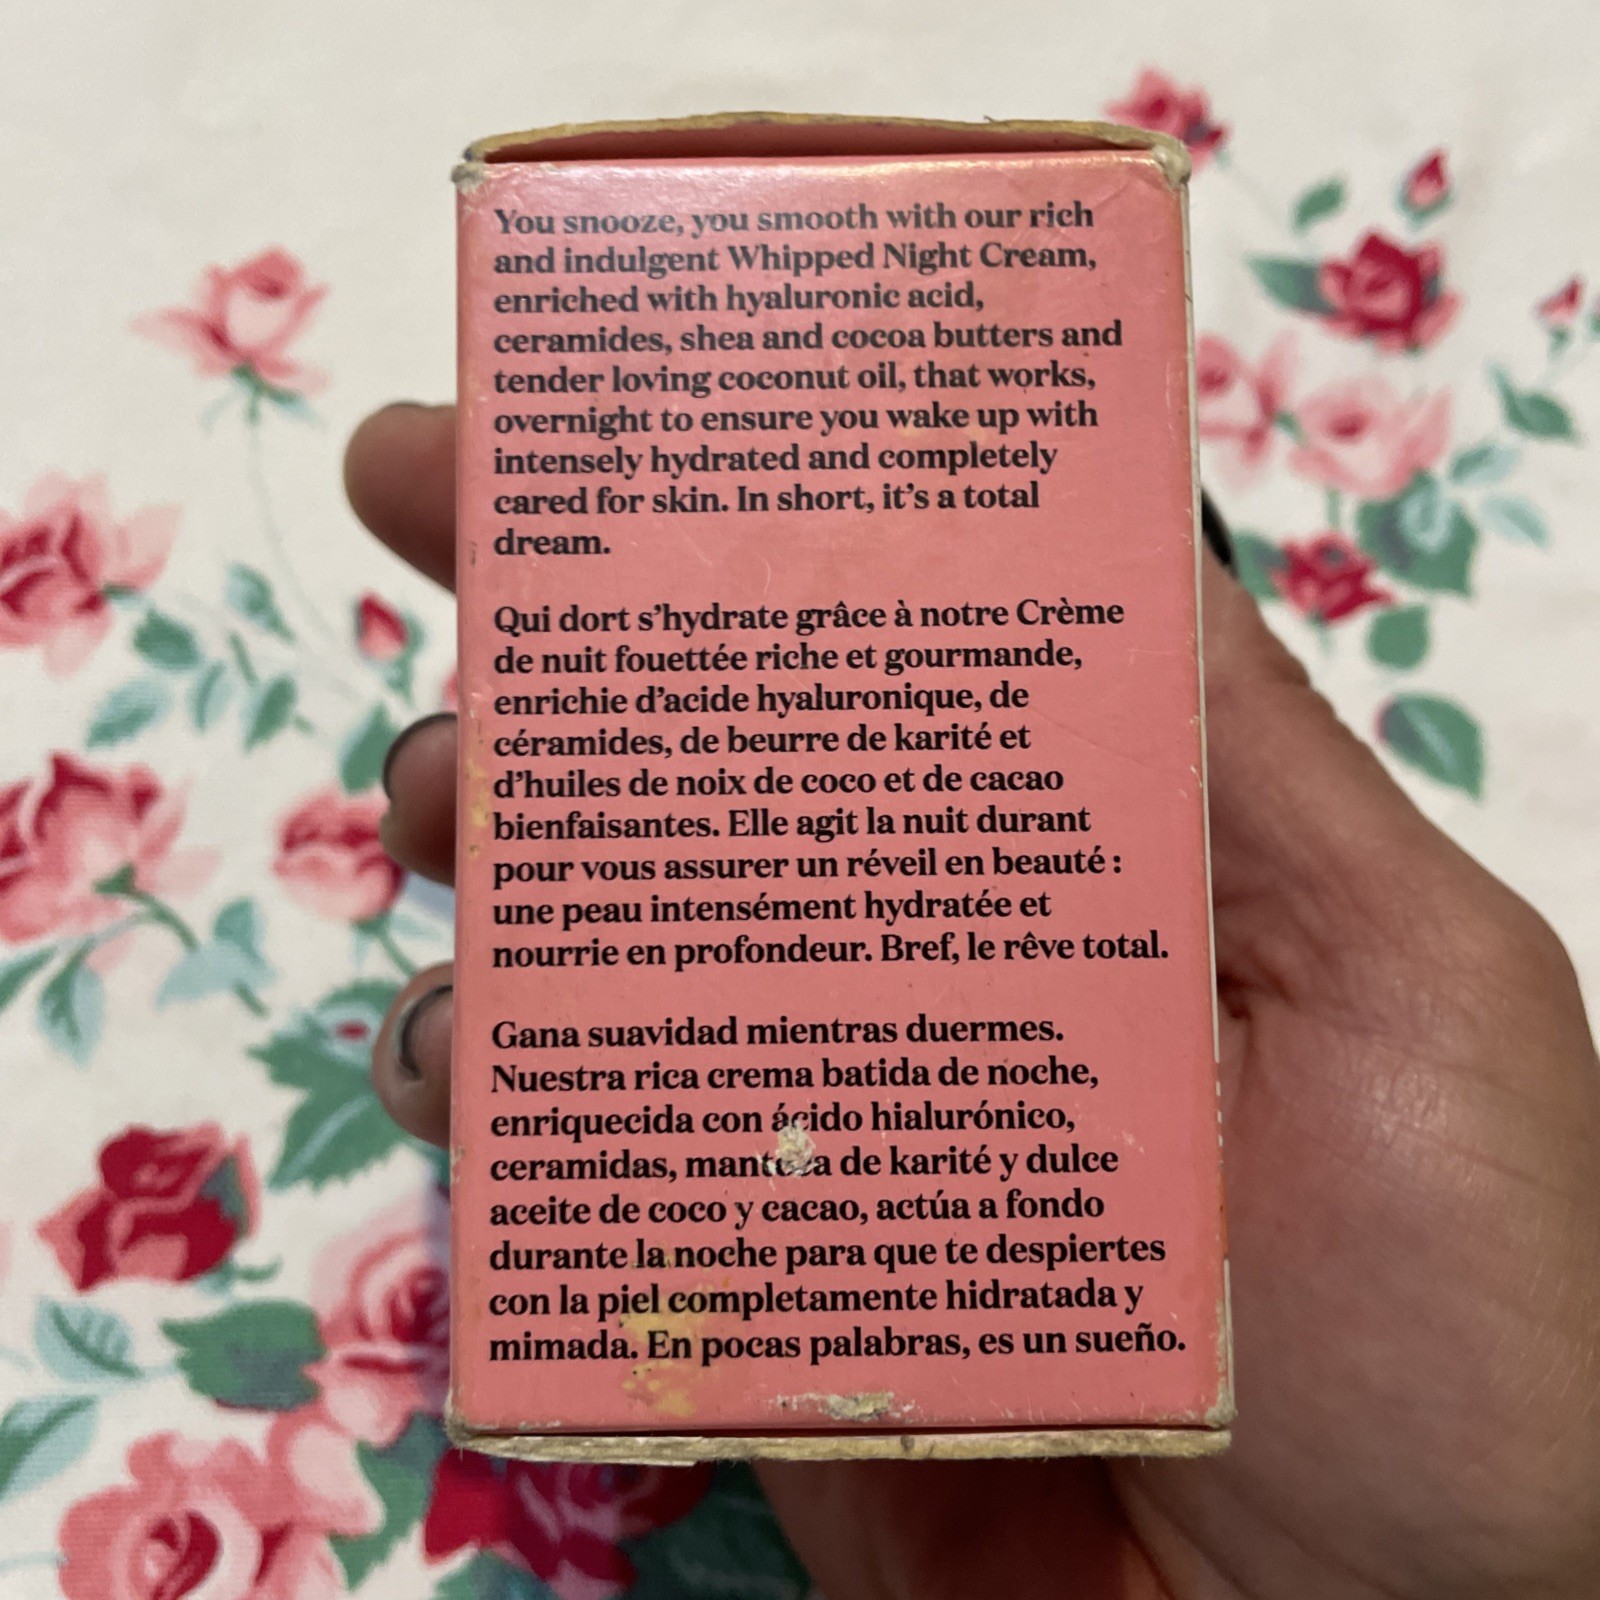 You snooze, you smooth with our rich
and indulgent Whipped Night Cream,
enriched with hyaluronic acid,
ceramides, shea and cocoa butters and
tender loving coconut oil, that works,
overnight to ensure you wake up with
intensely hydrated and completely
cared for skin. In short, it's a total
dream.
Qui dort s'hydrate grâce à notre Crème
de nuit fouettée riche et gourmande,
enrichie d'acide hyaluronique, de
céramides, de beurre de karité et
d'huiles de noix de coco et de cacao
bienfaisantes. Elle agit la nuit durant
pour vous assurer un réveil en beauté :
une peau intensément hydratée et
nourrie en profondeur. Bref, le rêve total.
Gana suavidad mientras duermes.
Nuestra rica crema batida de noche,
enriquecida con ácido hialurónico,
ceramidas, manteca de karité y dulce
aceite de coco y cacao, actúa a fondo
durante la noche para que te despiertes
con la piel completamente hidratada y
mimada. En pocas palabras, es un sueño.